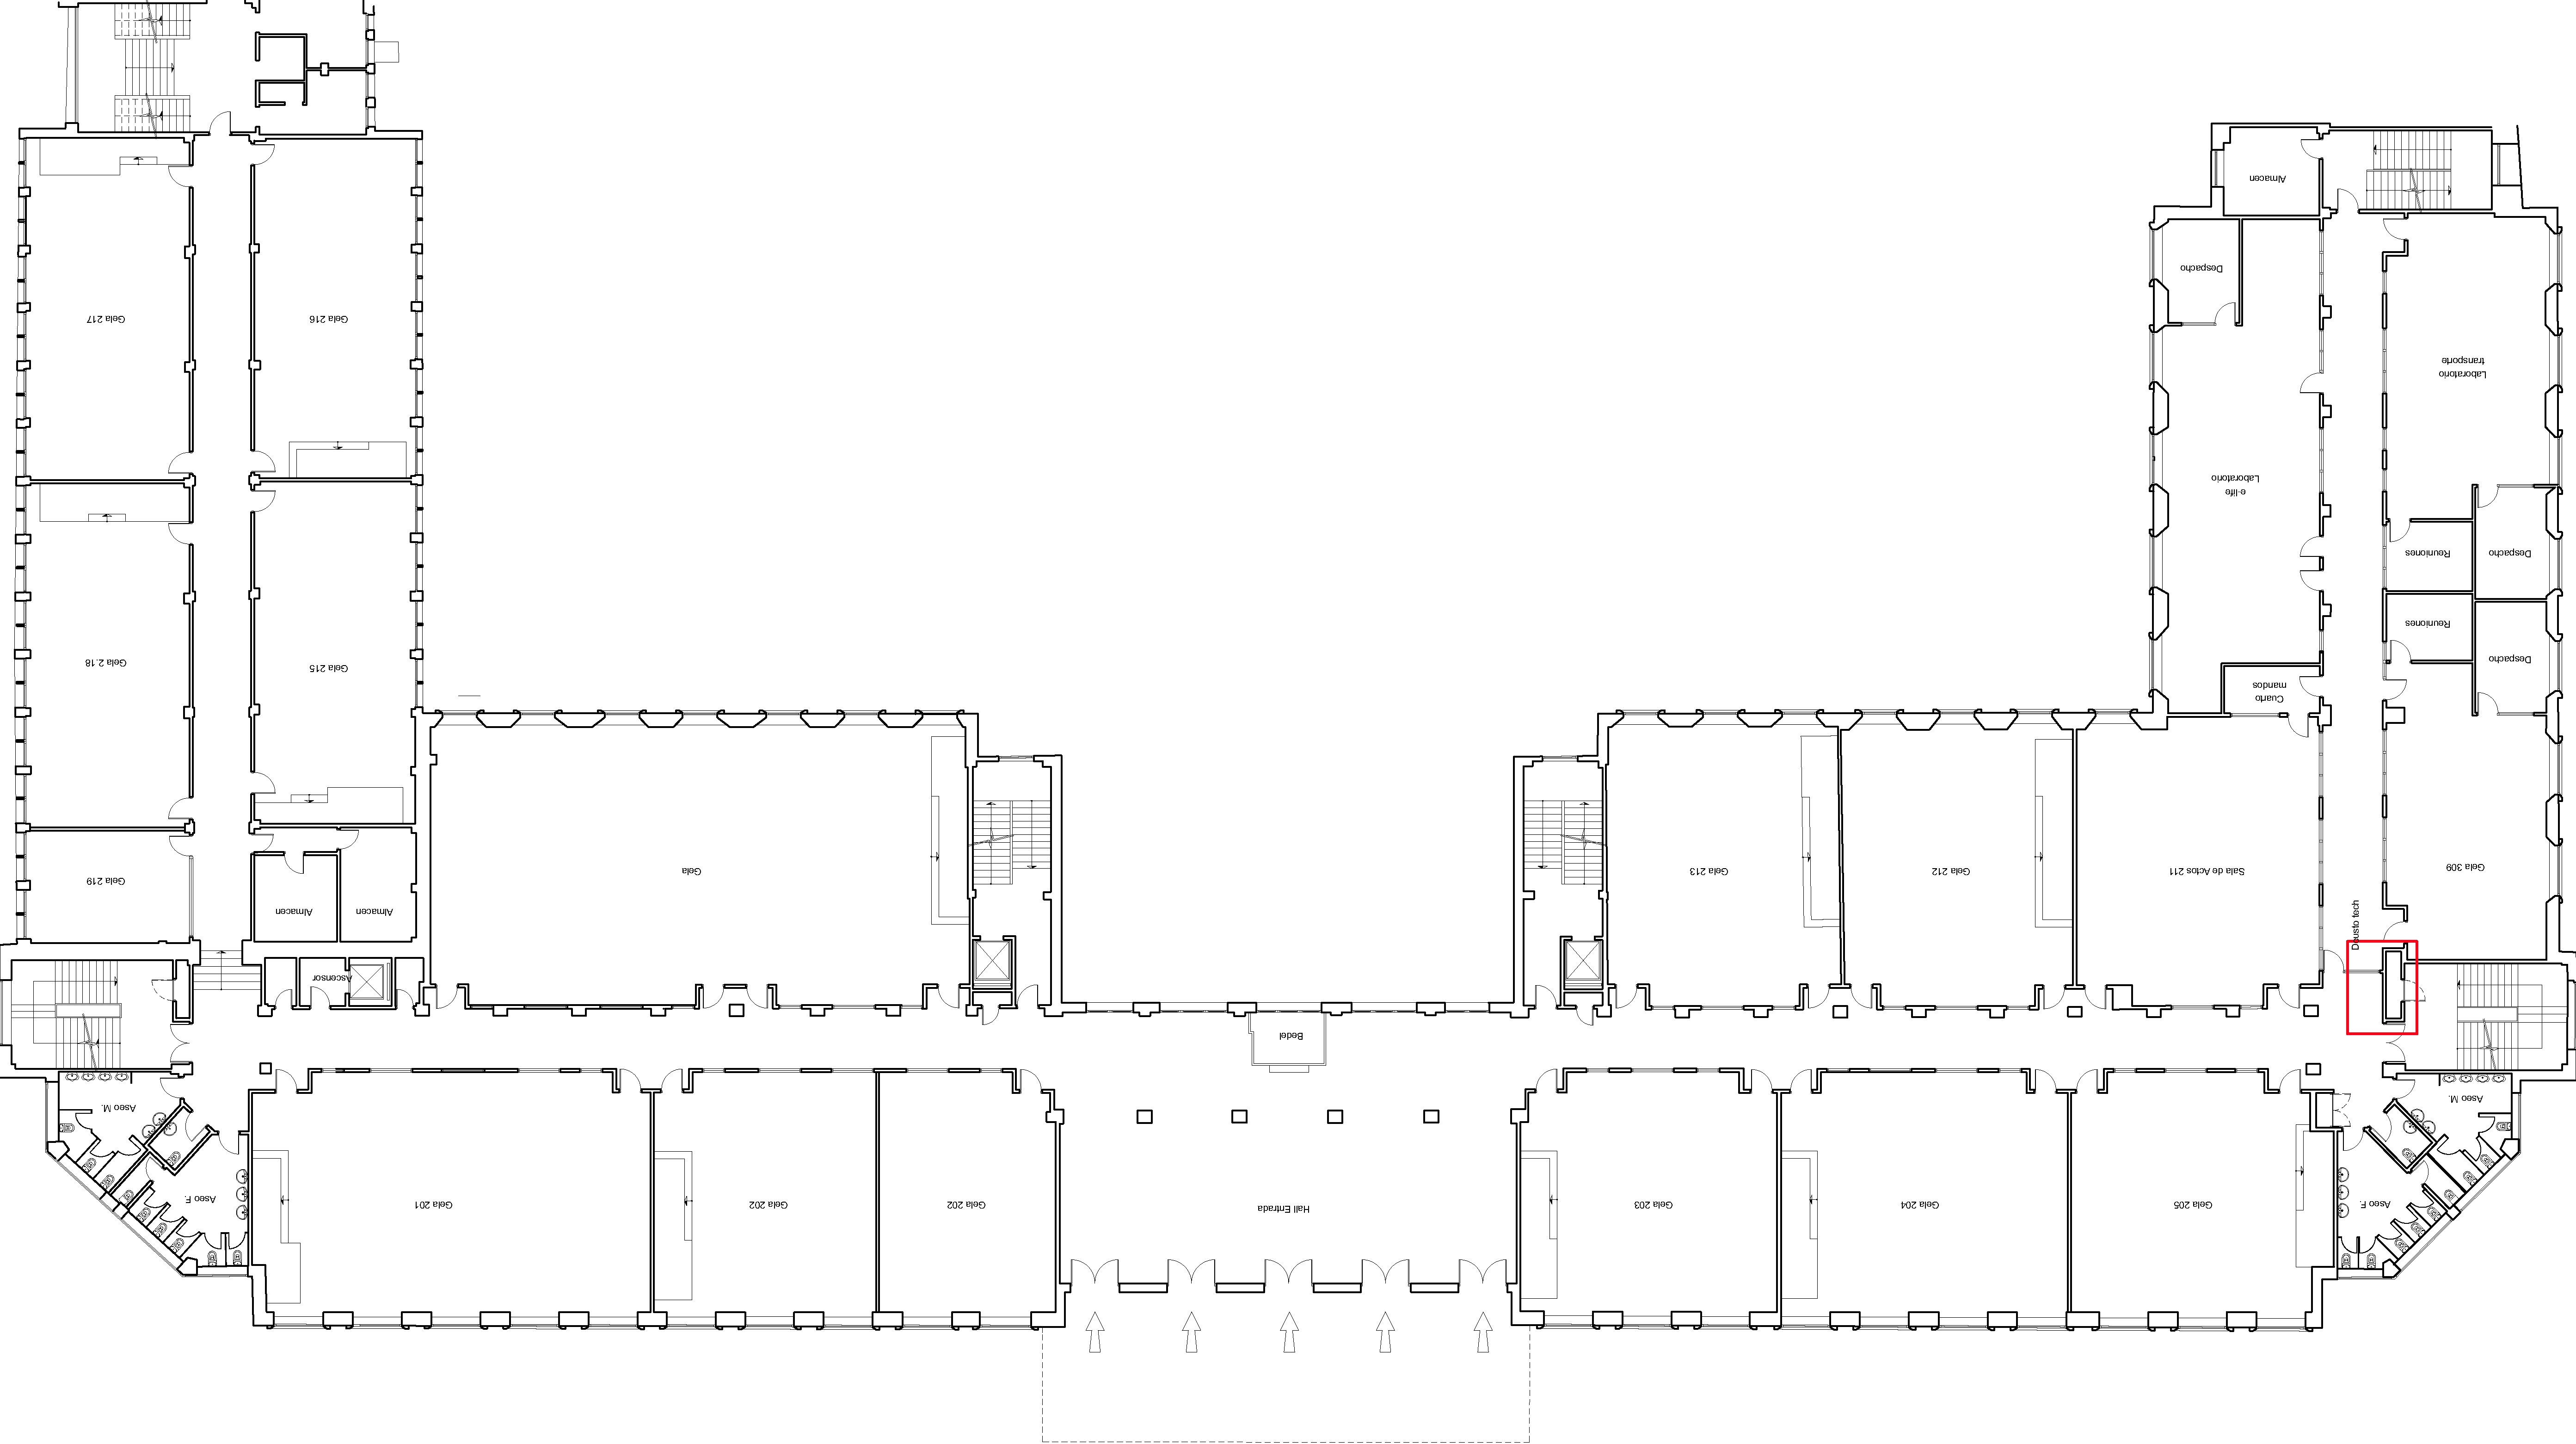 Almacen
Despacho
Gela 217
Gela 216
transporte
Laboratorio
Laboratorio
e-life
Reuniones
Despacho
Reuniones
Despacho
Gela 2.18
Gela 215
mandos
Cuarto
Gela
Gela 213
Gela 212
Sala de Actos 211
Gela 309
Gela 219
Almacen
Almacen
Deusto tech
Ascensor
Bedel
Aseo M.
Aseo M.
Aseo F.
Gela 201
Gela 202
Gela 202
Hall Entrada
Gela 203
Gela 204
Gela 205
Aseo F.